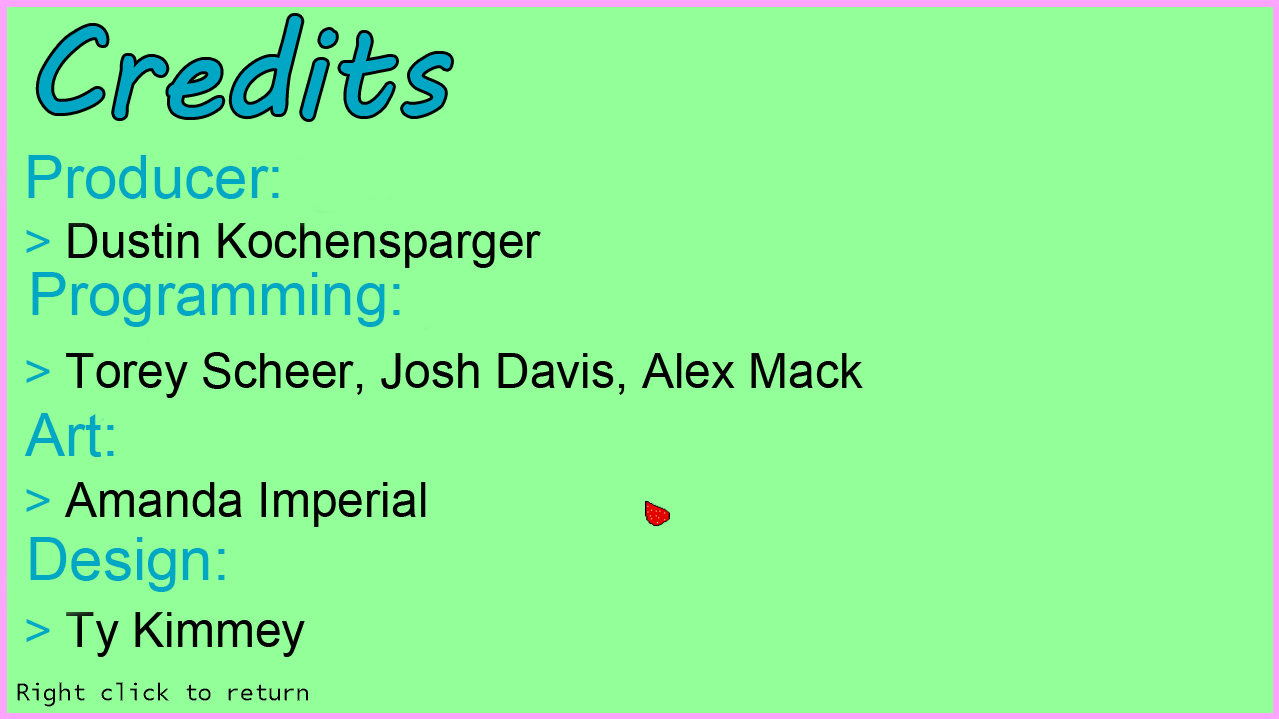 Credits
Producer:
> Dustin Kochensparger
Programming:
> Torey Scheer, Josh Davis, Alex Mack
Art:
> Amanda Imperial
Design:
> Ty Kimmey
Right click to return